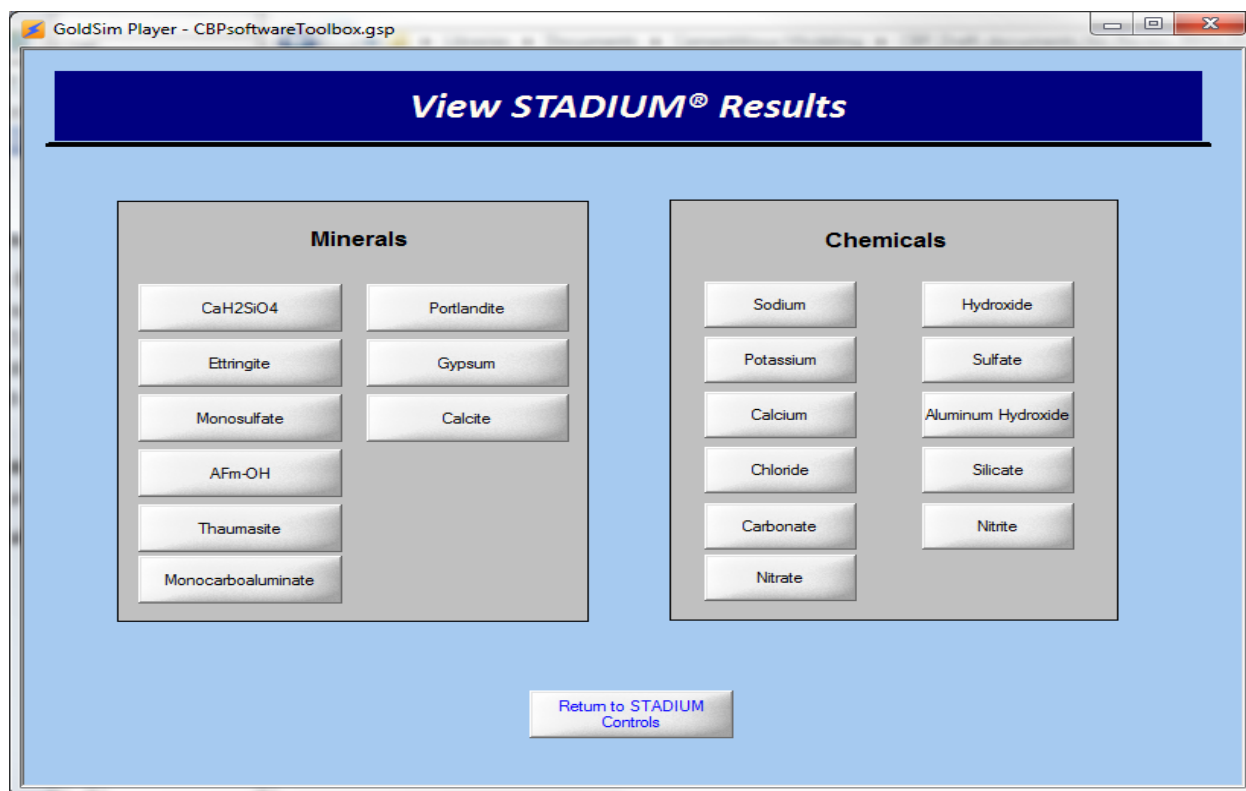 GoldSim Player - CBPsoftwareToolbox.gsp
View STADIUM® Results
Minerals
CaH2SiO4
Portlandite
Ettringite
Gypsum
Monosulfate
Calcite
AFm-OH
Thaumasite
Monocarboaluminate
Chemicals
Sodium
Hydroxide
Potassium
Sulfate
Calcium
Aluminum Hydroxide
Chloride
Silicate
Carbonate
Nitrite
Nitrate
Return to STADIUM
Controls